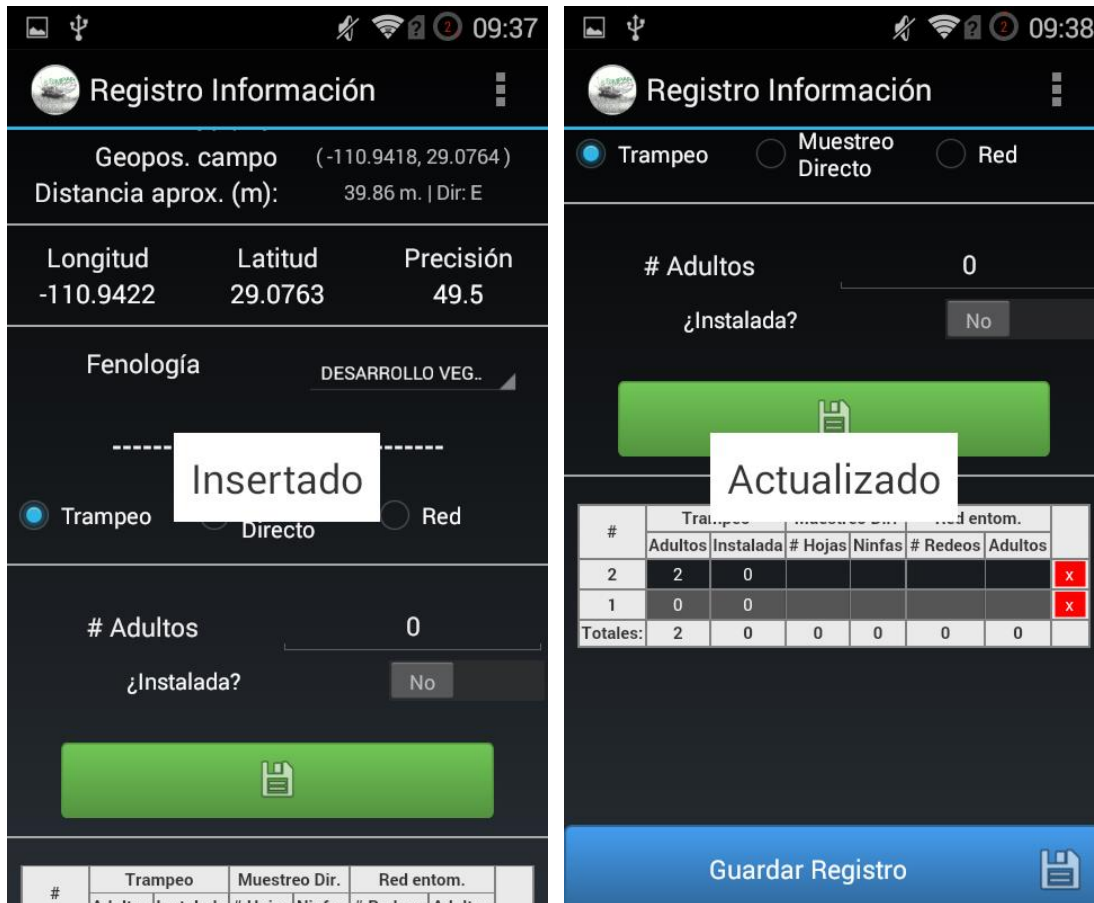 09:37
Registro Información
Geopos. campo (-110.9418, 29.0764)
Distancia aprox. (m): 39.86 m. | Dir: E
Longitud Latitud Precisión
-110.9422 29.0763 49.5
Fenología DESARROLLO VEG..
Insertado
Trampeo Directo Red
# Adultos 0
¿Instalada? No
# Trampeo Muestreo Dir. Red entom.
09:38
Registro Información
Trampeo Muestreo Directo Red
# Adultos 0
¿Instalada? No
Actualizado
# entom.
Adultos Instalada # Hojas Ninfas # Redeos Adultos
2 2 0 x
1 0 0 x
Totales: 2 0 0 0 0 0
Guardar Registro